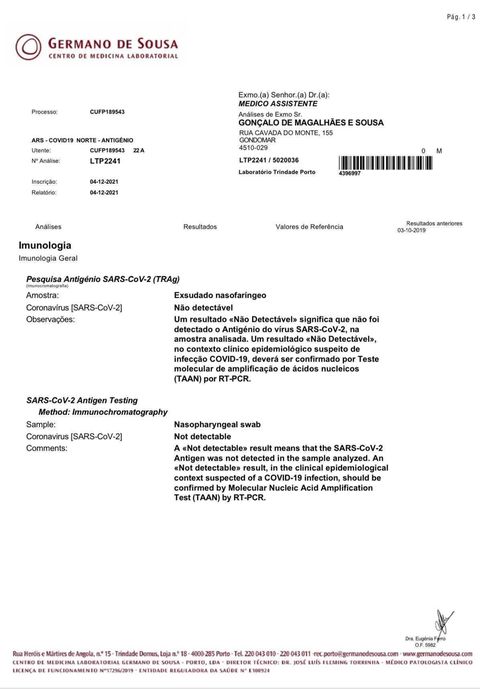 Pág. 1 / 3
GERMANO DE SOUSA
CENTRO DE MEDICINA LABORATORIAL
Exmo.(a) Senhor.(a) Dr.(a):
MEDICO ASSISTENTE
Processo: CUFP189543
Análises de Exmo Sr.
GONÇALO DE MAGALHÃES E SOUSA
RUA CAVADA DO MONTE, 155
ARS - COVID19 NORTE - ANTIGÉNIO
GONDOMAR
Utente: CUFP189543 22 A
4510-029
0 M
Nº Análise: LTP2241
LTP2241 / 5020036
Laboratório Trindade Porto
4396997
Inscrição: 04-12-2021
Relatório: 04-12-2021
Análises Resultados Valores de Referência Resultados anteriores
03-10-2019
Imunologia
Imunologia Geral
Pesquisa Antigénio SARS-CoV-2 (TRAg)
(Imunocromatografia)
Amostra: Exsudado nasofaringeo
Coronavírus [SARS-CoV-2] Não detectável
Observações: Um resultado «Não Detectável» significa que não foi
detectado o Antigénio do vírus SARS-CoV-2, na
amostra analisada. Um resultado «Não Detectável»,
no contexto clínico epidemiológico suspeito de
infecção COVID-19, deverá ser confirmado por Teste
molecular de amplificação de ácidos nucleicos
(TAAN) por RT-PCR.
SARS-CoV-2 Antigen Testing
Method: Immunochromatography
Sample: Nasopharyngeal swab
Coronavirus [SARS-CoV-2] Not detectable
Comments: A «Not detectable» result means that the SARS-CoV-2
Antigen was not detected in the sample analyzed. An
«Not detectable» result, in the clinical epidemiological
context suspected of a COVID-19 infection, should be
confirmed by Molecular Nucleic Acid Amplification
Test (TAAN) by RT-PCR.
Dra. Eugénia Ferro
O.F. 5982
Rua Heróis e Mártires de Angola, n.º 15 - Trindade Domus, Loja n.º 18 - 4000-285 Porto - Tel. 220 043 010 - 220 043 011 -rec.porto@germanodesousa.com - www.germanodesousa.com
CENTRO DE MEDICINA LABORATORIAL GERMANO DE SOUSA - PORTO, LDA - DIRETOR TÉCNICO: DR. JOSÉ LUÍS FLEMING TORRINHA - MÉDICO PATOLOGISTA CLÍNICO
LICENÇA DE FUNCIONAMENTO Nº17296/2019 - ENTIDADE REGULADORA DA SAÚDE Nº E100924